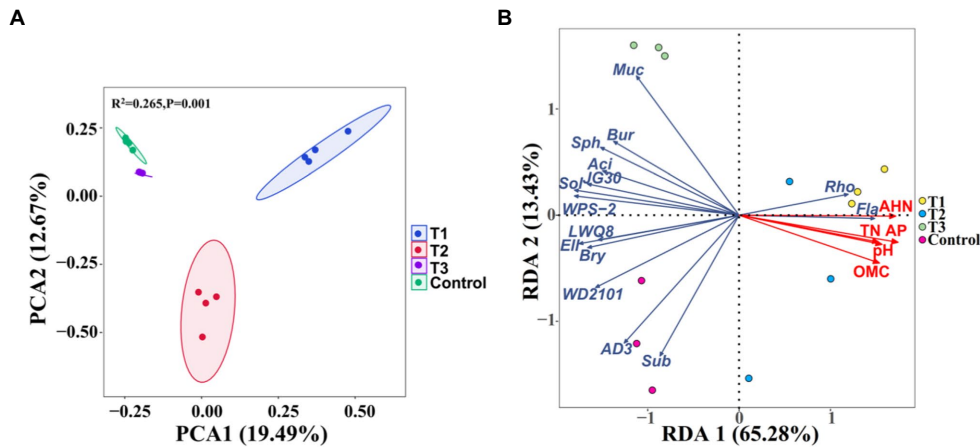 A
R²=0.265,P=0.001
0.25
0.00
−0.25
−0.50
−0.25
0.00
0.25
0.50
PCA2 (12.67%)
PCA1 (19.49%)
T1
T2
T3
Control
B
Muc
Bur
Sph
Aci
IG30
Sol
WPS−2
LWQ8
Ell
Bry
WD2101
AD3
Sub
Rho
Fla
AHN
TN AP
pH
OMC
1
0
−1
−1
0
1
RDA 2 (13.43%)
RDA 1 (65.28%)
T1
T2
T3
Control